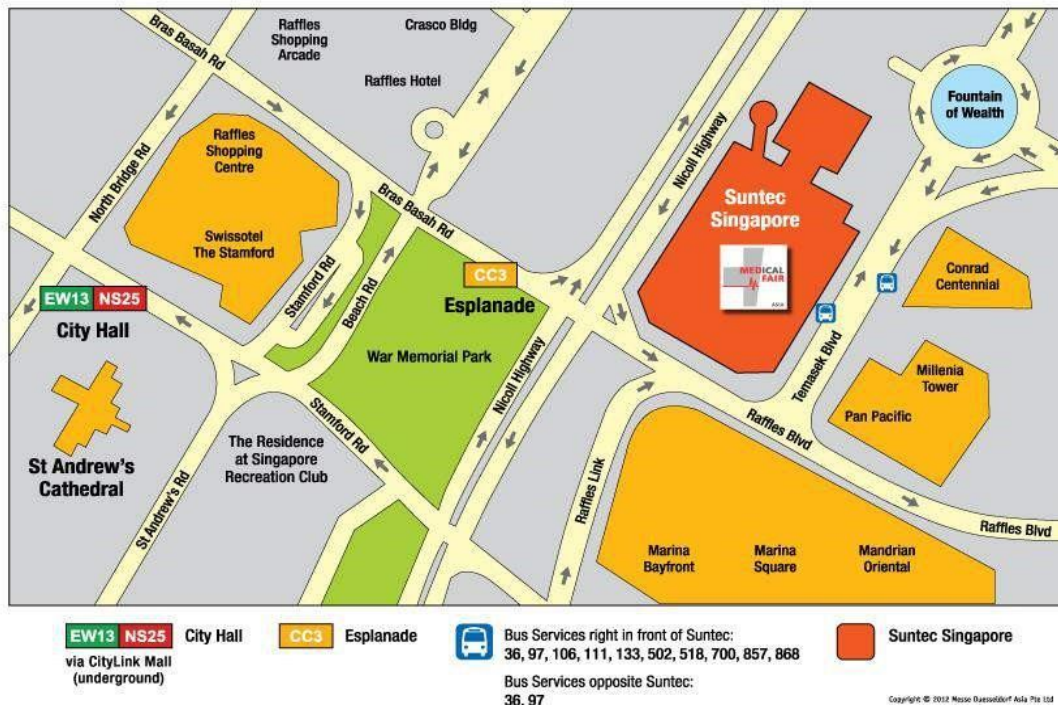 Bras Basah Rd
Raffles
Shopping
Arcade
Crasco Bldg
Raffles Hotel
Fountain
of Wealth
Raffles
Shopping
Centre
North Bridge Rd
Nicoll Highway
Suntec
Singapore
Bras Basah Rd
Swissotel
The Stamford
MEDICAL
FAIR
ASIA
CC3
Esplanade
Conrad
Centennial
Stamford Rd
Beach Rd
EW13 NS25
City Hall
War Memorial Park
Nicoll Highway
Temasek Blvd
Millenia
Tower
Pan Pacific
Stamford Rd
Raffles Blvd
The Residence
at Singapore
Recreation Club
St Andrew's
Cathedral
St Andrew's Rd
Raffles Link
Raffles Blvd
Marina
Bayfront
Marina
Square
Mandrian
Oriental
EW13 NS25 City Hall
via CityLink Mall
(underground)
CC3 Esplanade
Bus Services right in front of Suntec:
36, 97, 106, 111, 133, 502, 518, 700, 857, 868
Bus Services opposite Suntec:
36, 97
Suntec Singapore
Copyright © 2012 Messe Duesseldorf Asia Pte Ltd